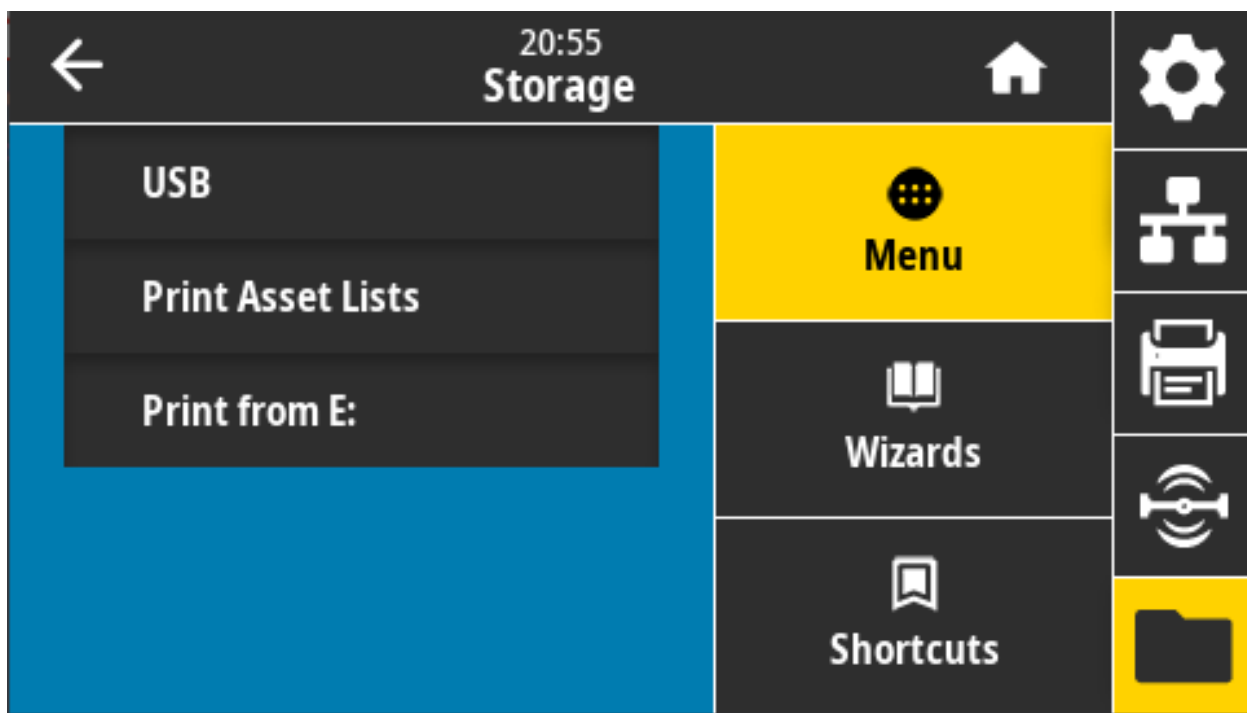 20:55
Storage
USB
Print Asset Lists
Print from E:
Menu
Wizards
Shortcuts